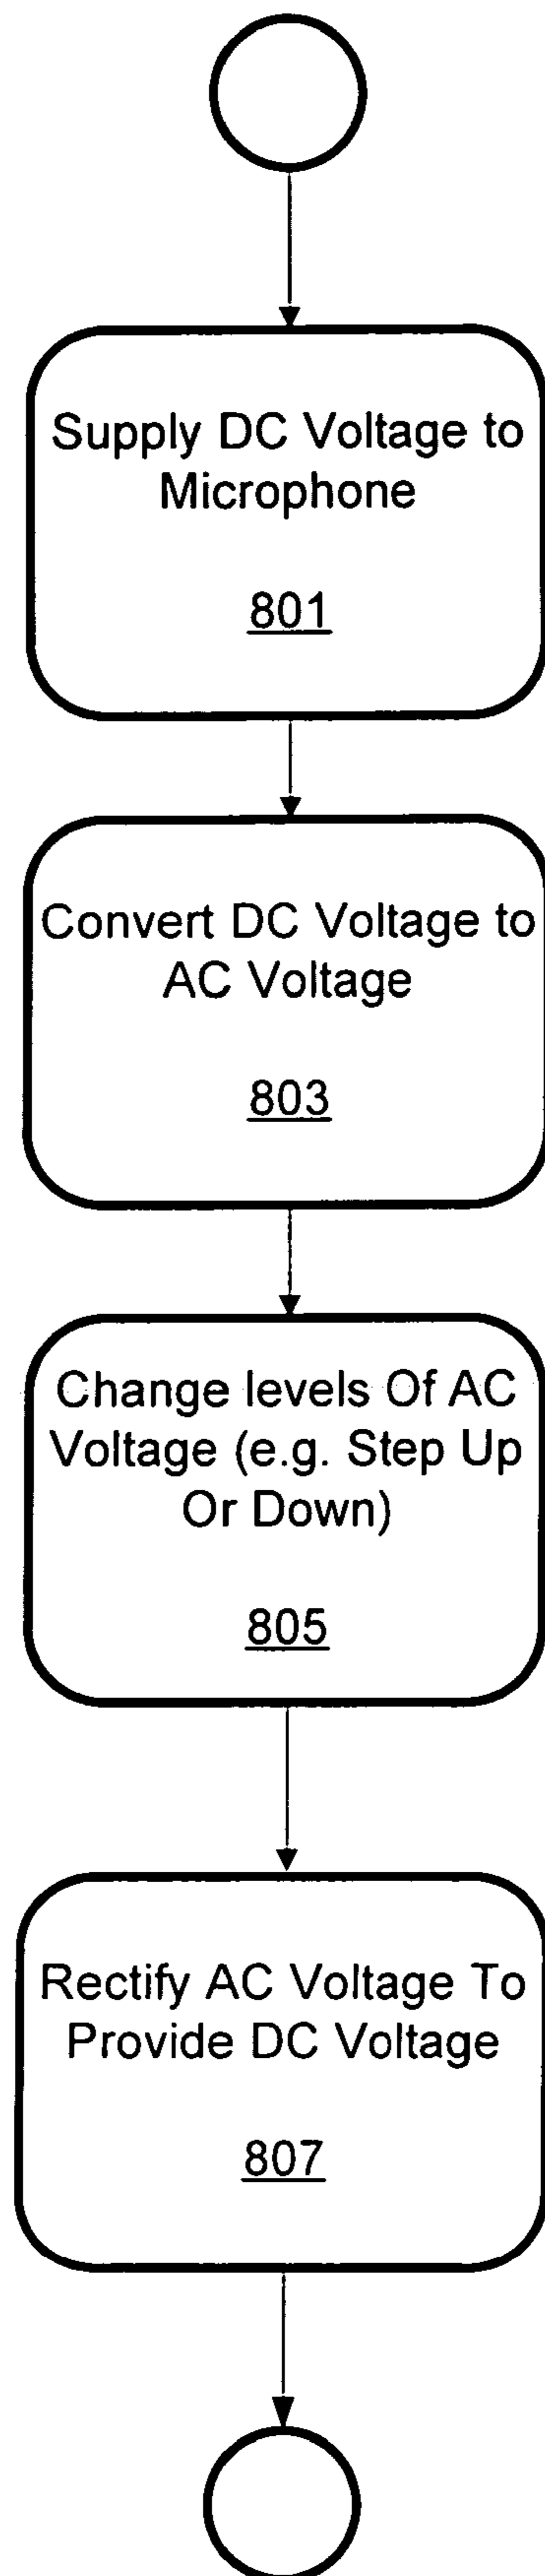 Supply DC Voltage to
Microphone
801
Convert DC Voltage to
AC Voltage
803
Change levels Of AC
Voltage (e.g. Step Up
Or Down)
805
Rectify AC Voltage To
Provide DC Voltage
807